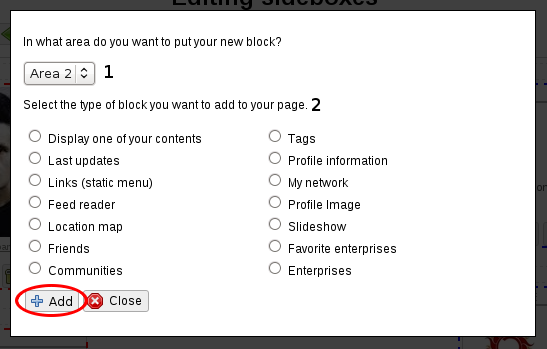 Editing sideboxes
In what area do you want to put your new block?
Area 2 1
Select the type of block you want to add to your page. 2
Display one of your contents Tags
Last updates Profile information
Links (static menu) My network
Feed reader Profile Image
Location map Slideshow
Friends Favorite enterprises
Communities Enterprises
Add Close